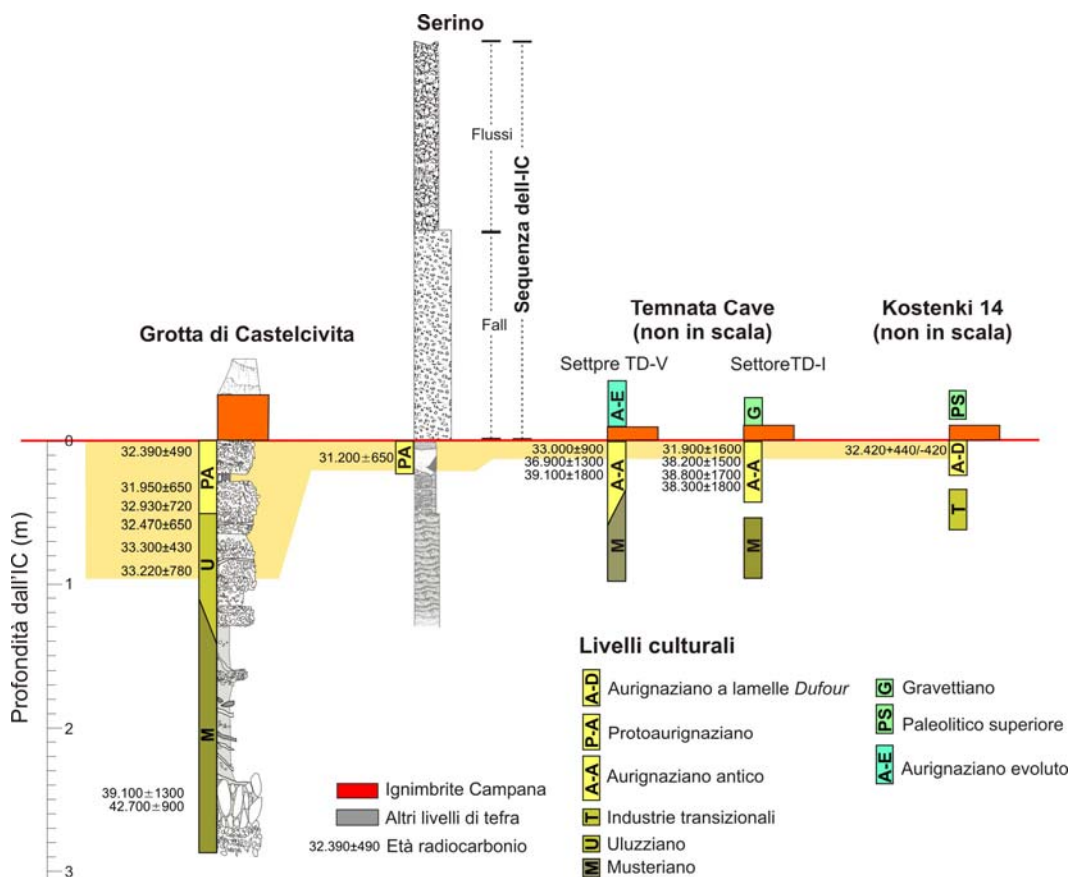 Serino
Flussi
Sequenza dell-IC
Fall
Grotta di Castelcivita
Temnata Cave
(non in scala)
Kostenki 14
(non in scala)
Settpre TD-V
SettoreTD-I
A-E
G
PS
Profondità dall'IC (m)
0
1
2
3
32.390±490
31.950±650
32.930±720
32.470±650
33.300±430
33.220±780
39.100±1300
42.700±900
PA
U
M
31.200±650
PA
33.000±900
36.900±1300
39.100±1800
A-A
M
31.900±1600
38.200±1500
38.800±1700
38.300±1800
A-A
M
32.420+440/-420
A-D
T
Ignimbrite Campana
Altri livelli di tefra
32.390±490 Età radiocarbonio
Livelli culturali
A-D Aurignaziano a lamelle Dufour
P-A Protoaurignaziano
A-A Aurignaziano antico
T Industrie transizionali
U Uluzziano
M Musteriano
G Gravettiano
PS Paleolitico superiore
A-E Aurignaziano evoluto